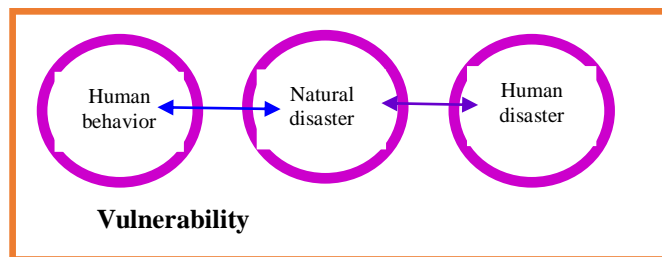 Human
behavior
Natural
disaster
Human
disaster
Vulnerability